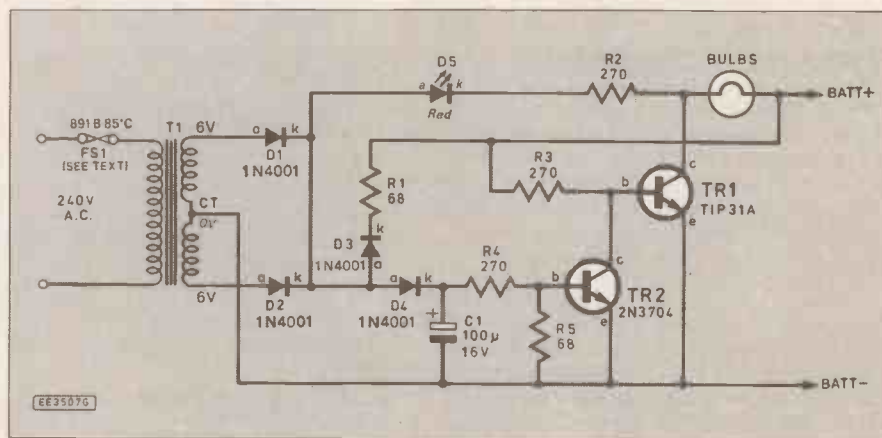 D5
a
k
Red
R2
270
BULBS
BATT+
891B 85°C
FS1
(SEE TEXT)
T1
6V
a
k
D1
1N4001
240V
A.C.
CT
0V
R1
68
R3
270
b
c
e
TR1
TIP31A
k
D3
1N4001
a
6V
a
k
D2
1N4001
a
k
D4
1N4001
R4
270
b
c
e
TR2
2N3704
+
C1
100µ
16V
R5
68
BATT-
EE3507G